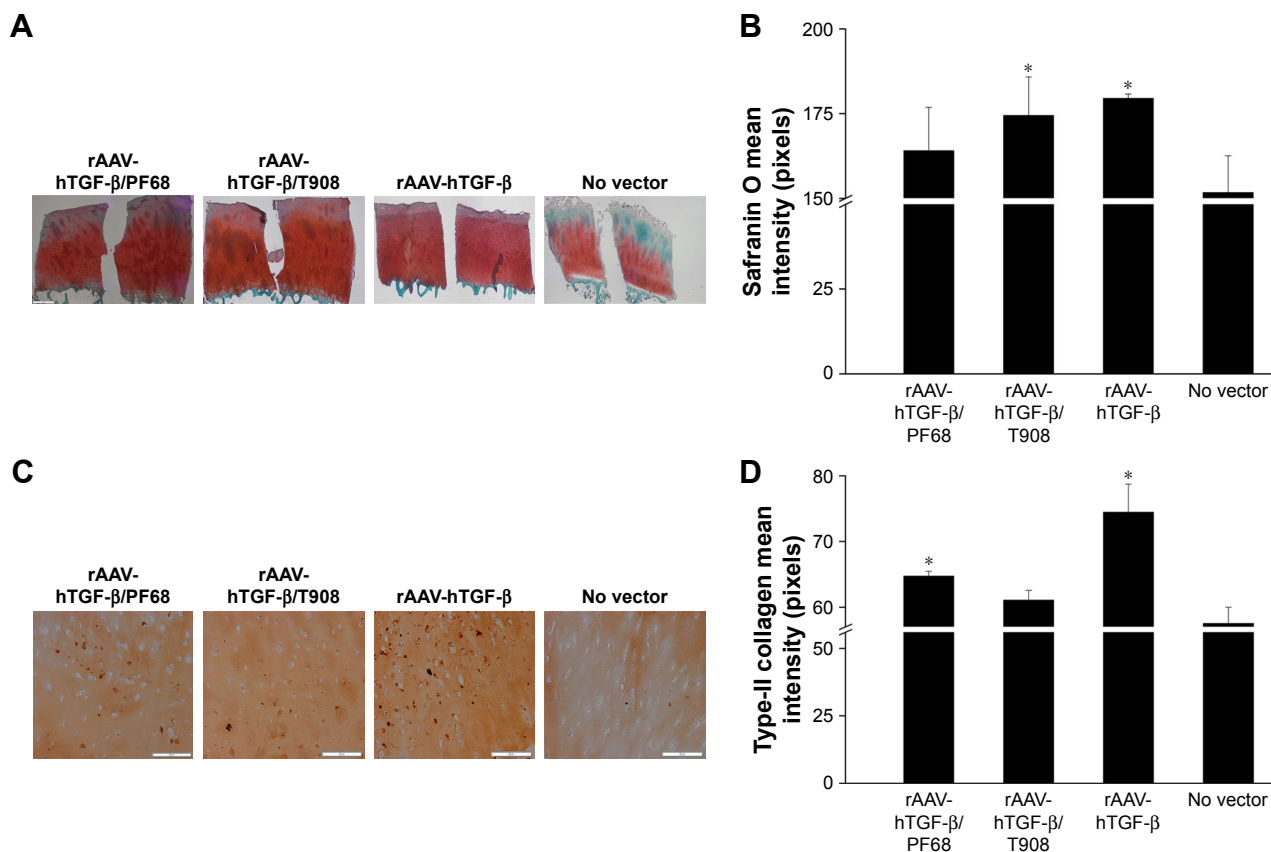 A
rAAV-
hTGF-β/PF68
rAAV-
hTGF-β/T908
rAAV-hTGF-β
No vector
B
Safranin O mean
intensity (pixels)
200
175
150
25
0
*
*
rAAV-
hTGF-β/
PF68
rAAV-
hTGF-β/
T908
rAAV-
hTGF-β
No vector
C
rAAV-
hTGF-β/PF68
rAAV-
hTGF-β/T908
rAAV-hTGF-β
No vector
D
Type-II collagen mean
intensity (pixels)
80
70
60
50
25
0
*
*
rAAV-
hTGF-β/
PF68
rAAV-
hTGF-β/
T908
rAAV-
hTGF-β
No vector